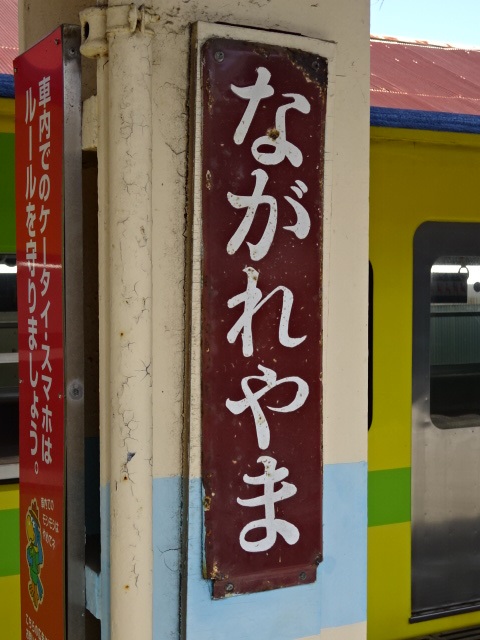 ながれやま
車内でのケータイ・スマホは
ルールを守りましょう。